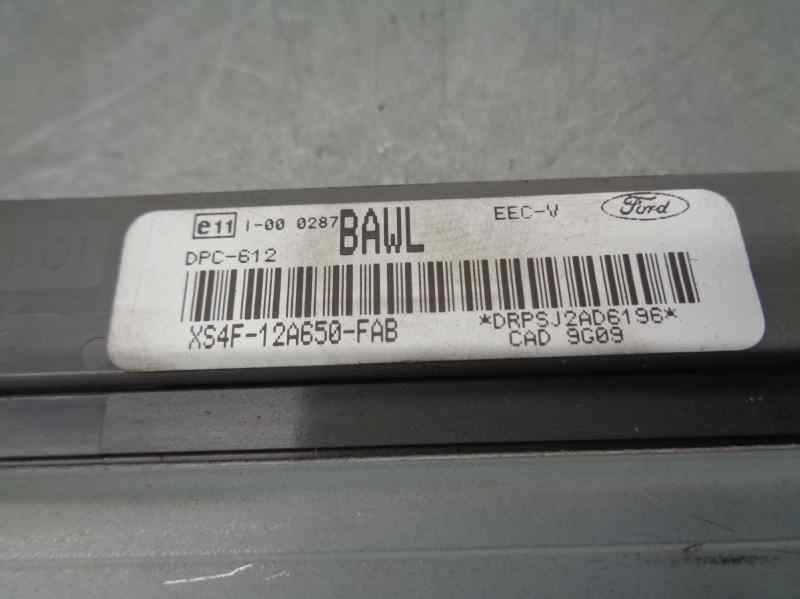 e11 I-00 0287 BAWL EEC-V Ford
DPC-612
XS4F-12A650-FAB *DRPSJ2AD6196*
CAD 9G09